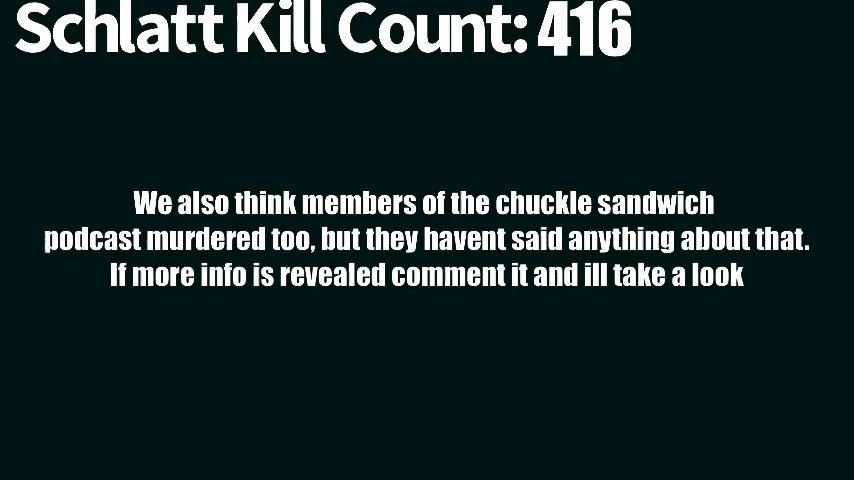 Schlatt Kill Count: 416
We also think members of the chuckle sandwich
podcast murdered too, but they havent said anything about that.
If more info is revealed comment it and ill take a look